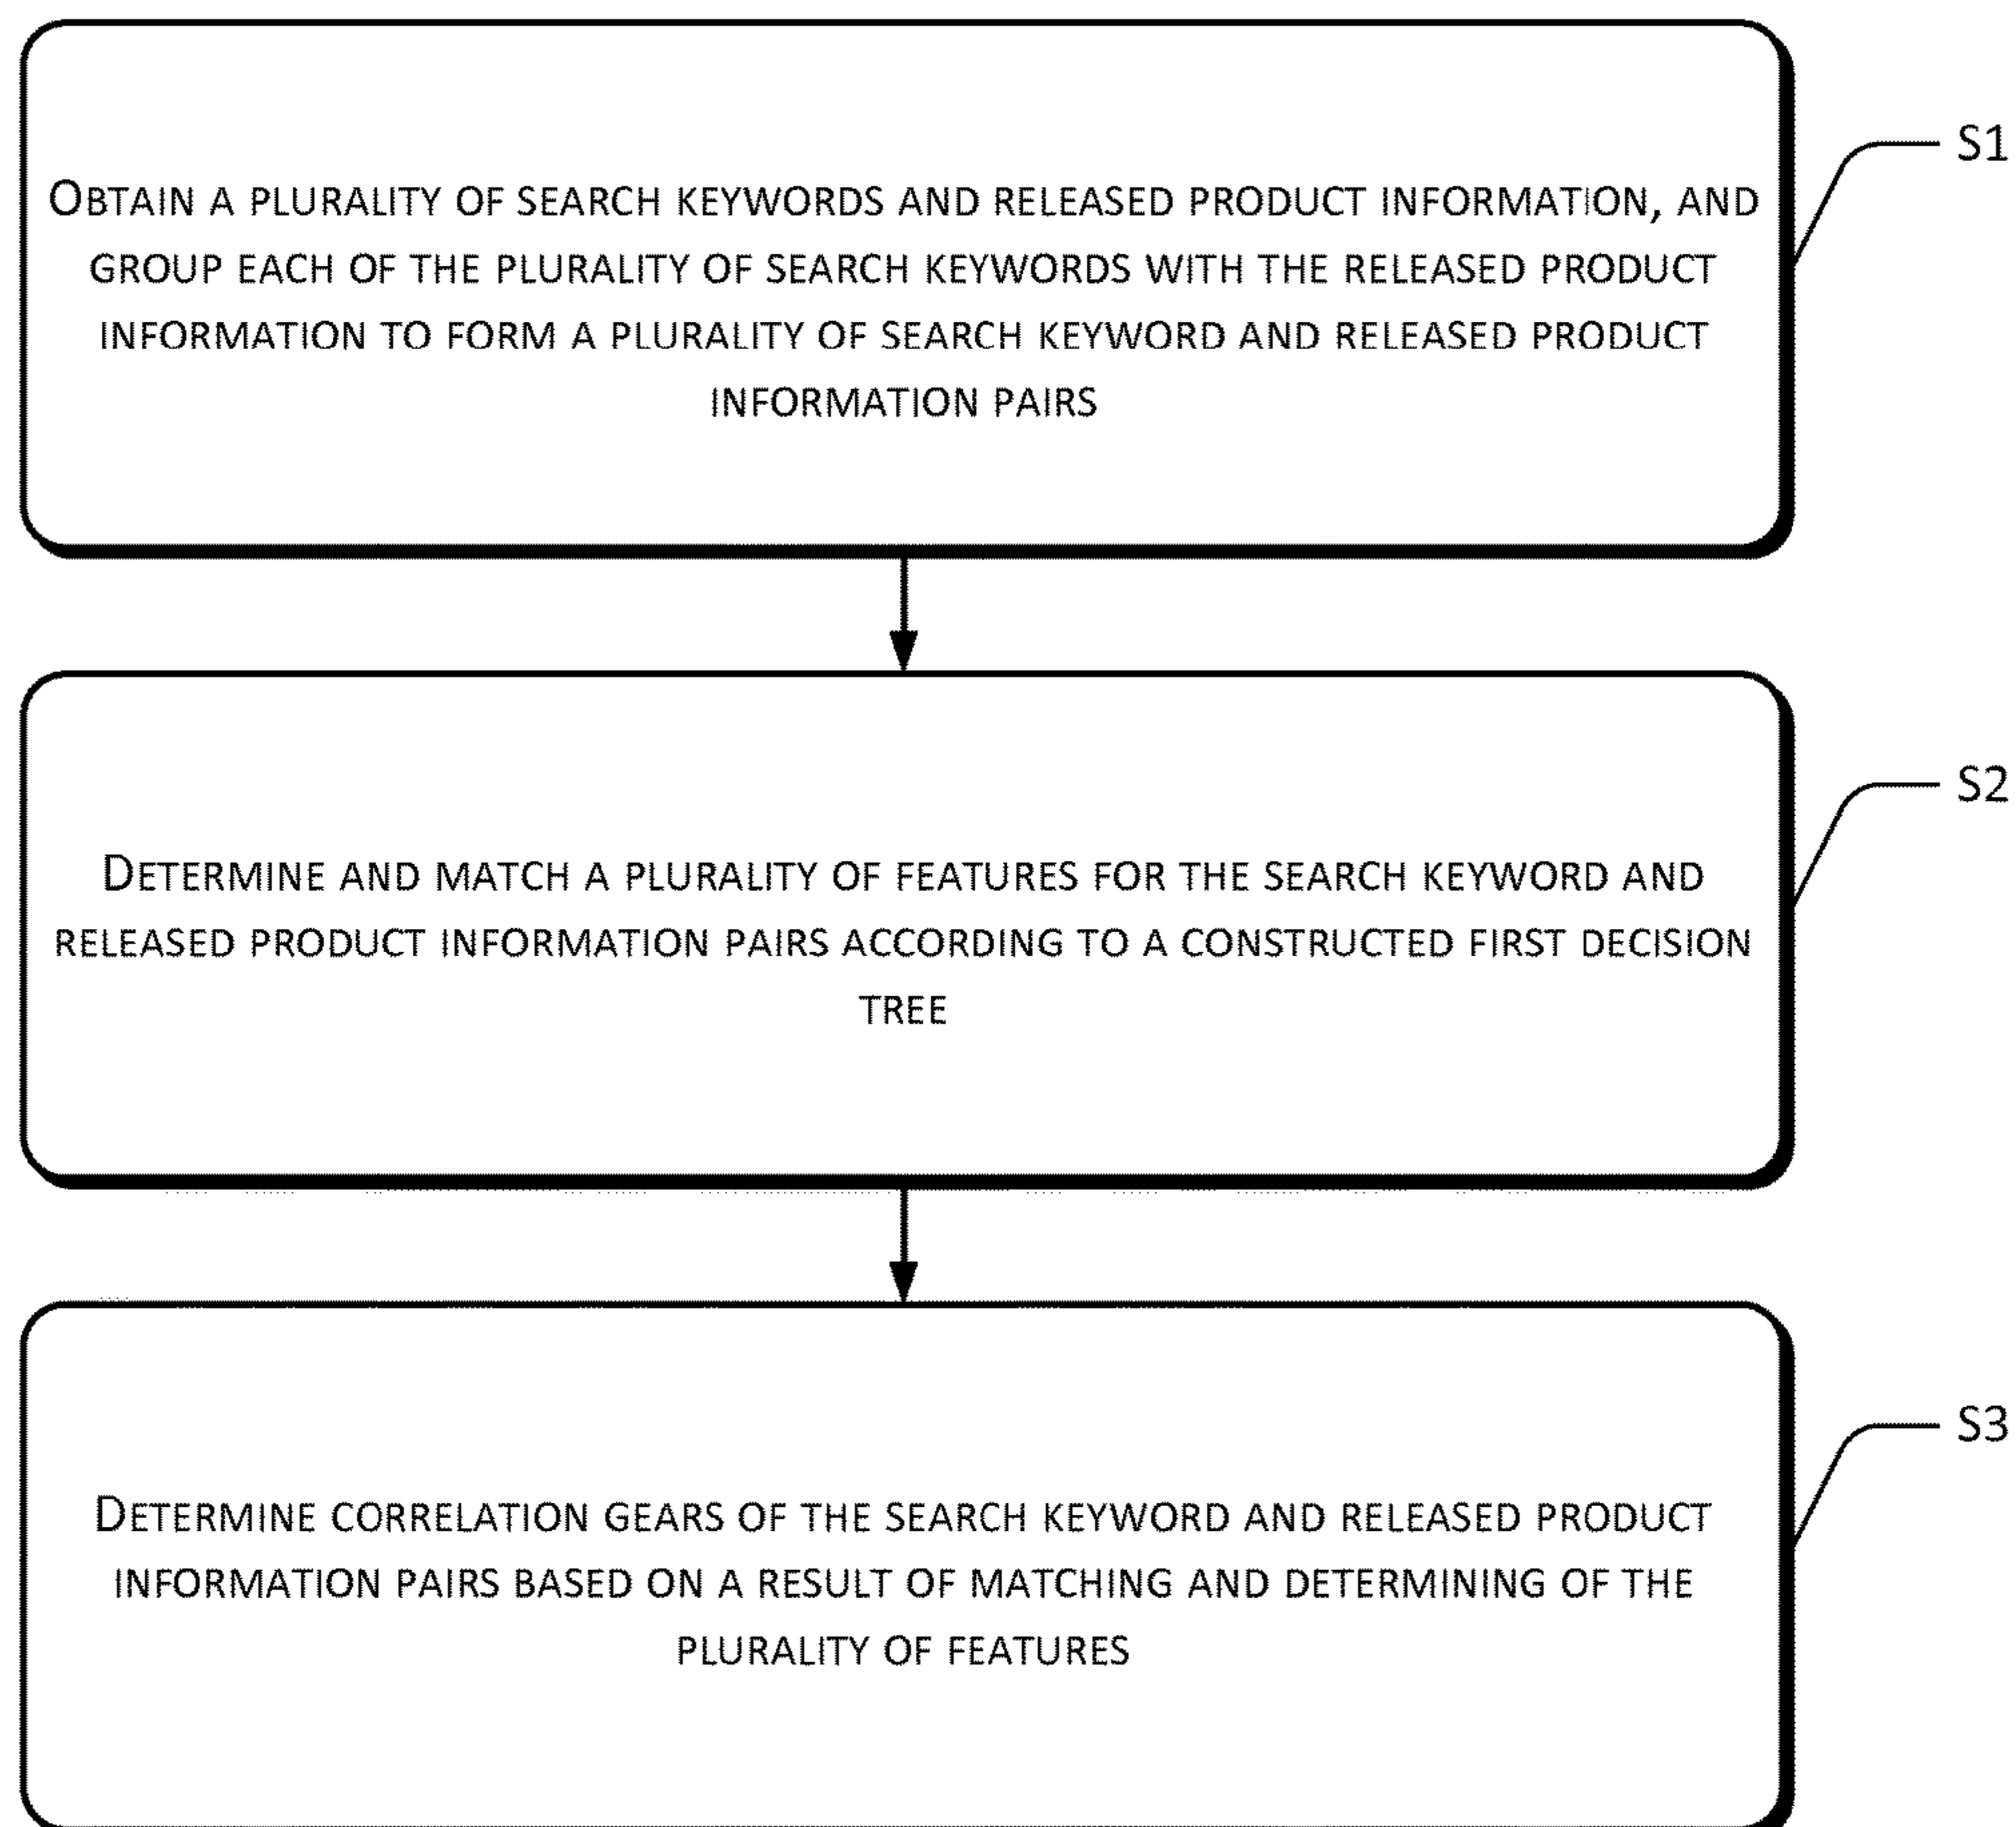 OBTAIN A PLURALITY OF SEARCH KEYWORDS AND RELEASED PRODUCT INFORMATION, AND
GROUP EACH OF THE PLURALITY OF SEARCH KEYWORDS WITH THE RELEASED PRODUCT
INFORMATION TO FORM A PLURALITY OF SEARCH KEYWORD AND RELEASED PRODUCT
INFORMATION PAIRS
S1
DETERMINE AND MATCH A PLURALITY OF FEATURES FOR THE SEARCH KEYWORD AND
RELEASED PRODUCT INFORMATION PAIRS ACCORDING TO A CONSTRUCTED FIRST DECISION
TREE
S2
DETERMINE CORRELATION GEARS OF THE SEARCH KEYWORD AND RELEASED PRODUCT
INFORMATION PAIRS BASED ON A RESULT OF MATCHING AND DETERMINING OF THE
PLURALITY OF FEATURES
S3